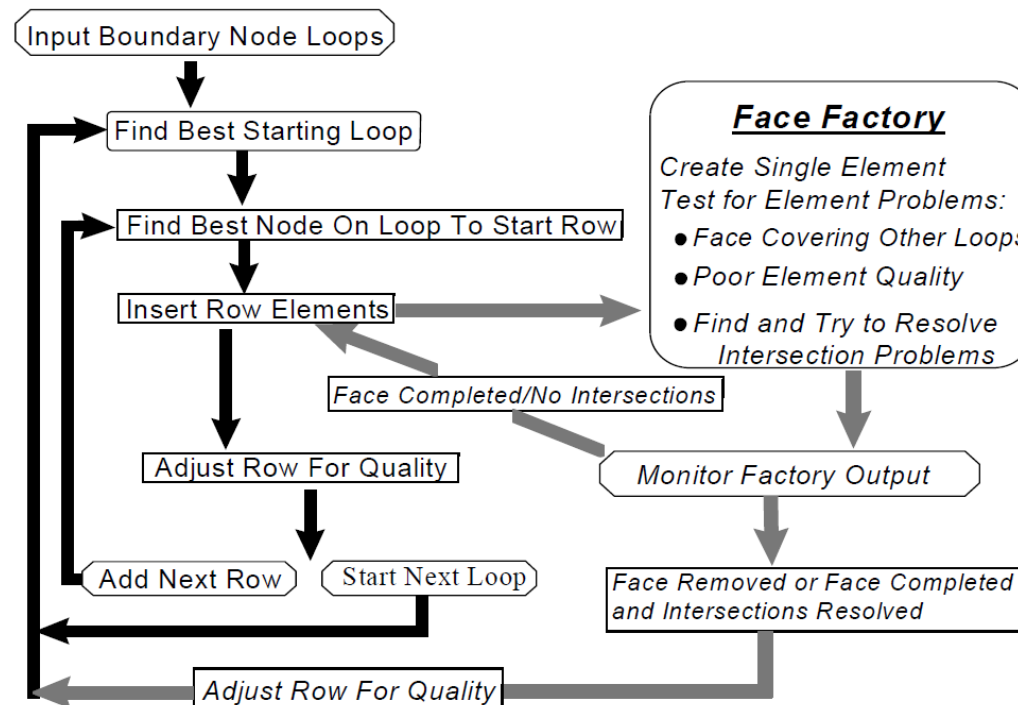 Input Boundary Node Loops
Find Best Starting Loop
Find Best Node On Loop To Start Row
Insert Row Elements
Face Factory
Create Single Element
Test for Element Problems:
● Face Covering Other Loops
● Poor Element Quality
● Find and Try to Resolve
Intersection Problems
Face Completed/No Intersections
Adjust Row For Quality
Monitor Factory Output
Add Next Row
Start Next Loop
Face Removed or Face Completed
and Intersections Resolved
Adjust Row For Quality